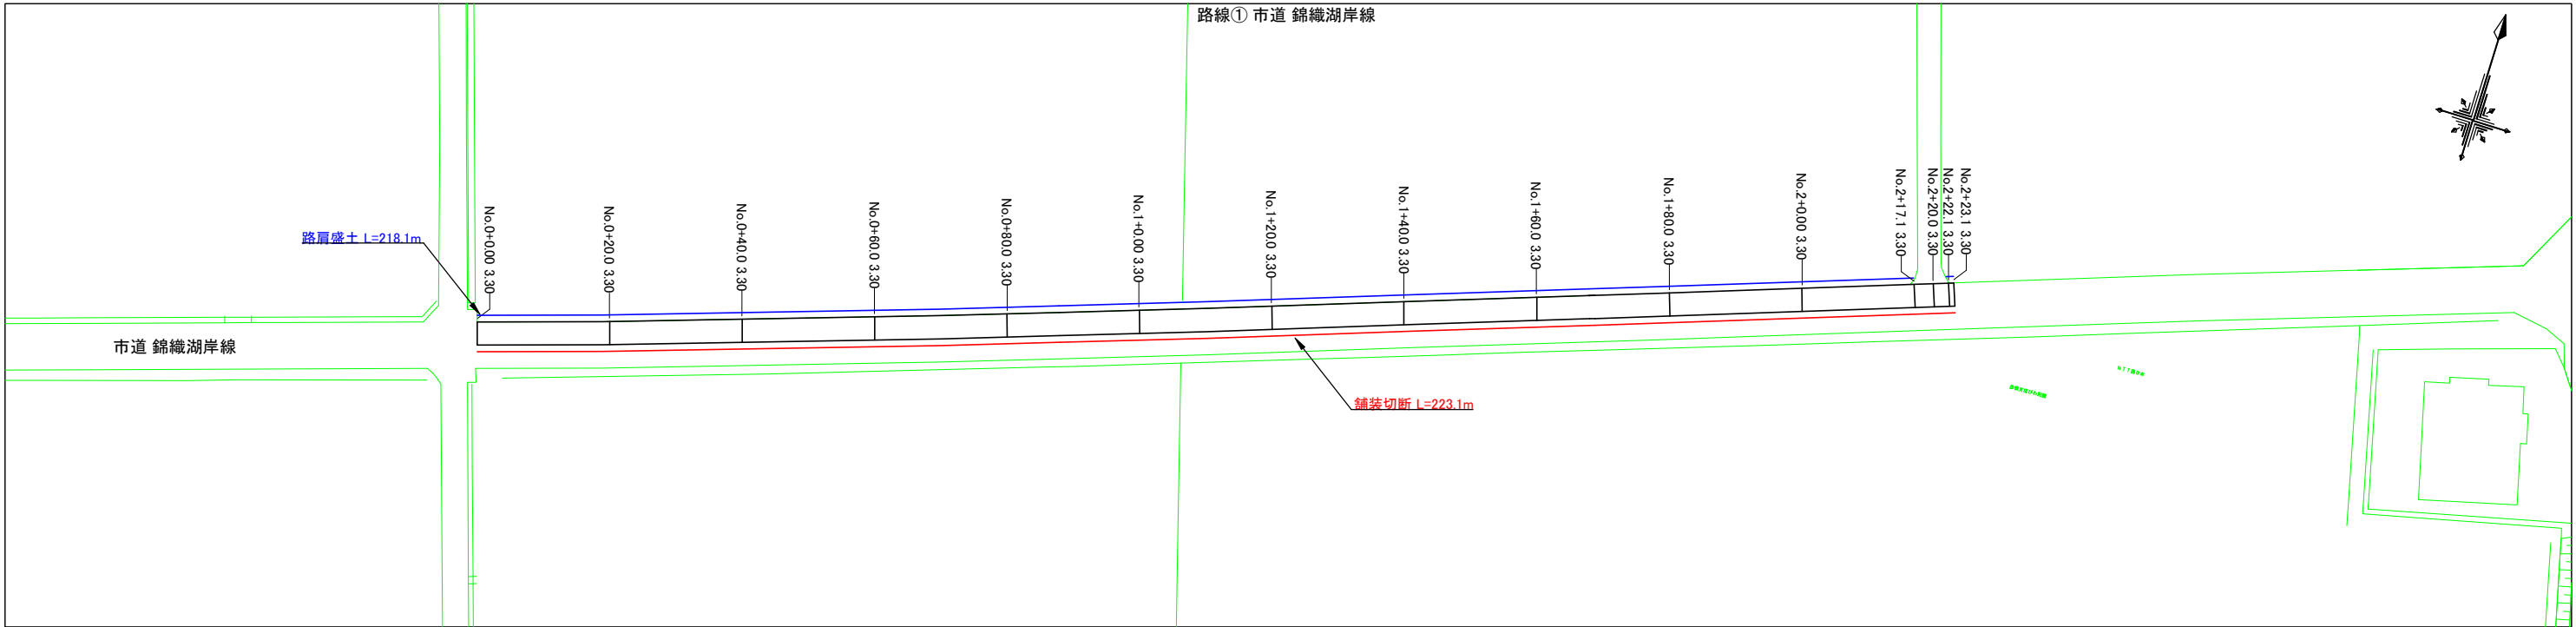 路線① 市道 錦織湖岸線
路肩盛土 L=218.1m
No.0+0.00 3.30
No.0+20.0 3.30
No.0+40.0 3.30
No.0+60.0 3.30
No.0+80.0 3.30
No.1+0.00 3.30
No.1+20.0 3.30
No.1+40.0 3.30
No.1+60.0 3.30
No.1+80.0 3.30
No.2+0.00 3.30
No.2+17.1 3.30
No.2+20.0 3.30
No.2+22.1 3.30
No.2+23.1 3.30
市道 錦織湖岸線
舗装切断 L=223.1m